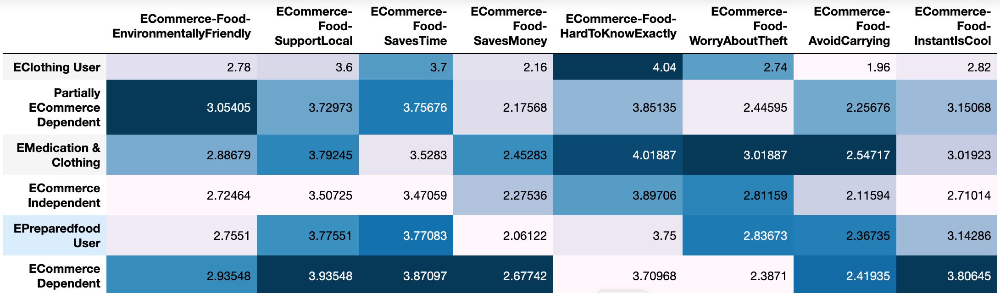 ECommerce-Food-
EnvironmentallyFriendly
ECommerce-
Food-
SupportLocal
ECommerce-
Food-
SavesTime
ECommerce-
Food-
SavesMoney
ECommerce-Food-
HardToKnowExactly
ECommerce-
Food-
WorryAboutTheft
ECommerce-
Food-
AvoidCarrying
ECommerce-
Food-
InstantIsCool
EClothing User 2.78 3.6 3.7 2.16 4.04 2.74 1.96 2.82
Partially
ECommerce
Dependent
3.05405 3.72973 3.75676 2.17568 3.85135 2.44595 2.25676 3.15068
EMedication &
Clothing
2.88679 3.79245 3.5283 2.45283 4.01887 3.01887 2.54717 3.01923
ECommerce
Independent
2.72464 3.50725 3.47059 2.27536 3.89706 2.81159 2.11594 2.71014
EPreparedfood
User
2.7551 3.77551 3.77083 2.06122 3.75 2.83673 2.36735 3.14286
ECommerce
Dependent
2.93548 3.93548 3.87097 2.67742 3.70968 2.3871 2.41935 3.80645